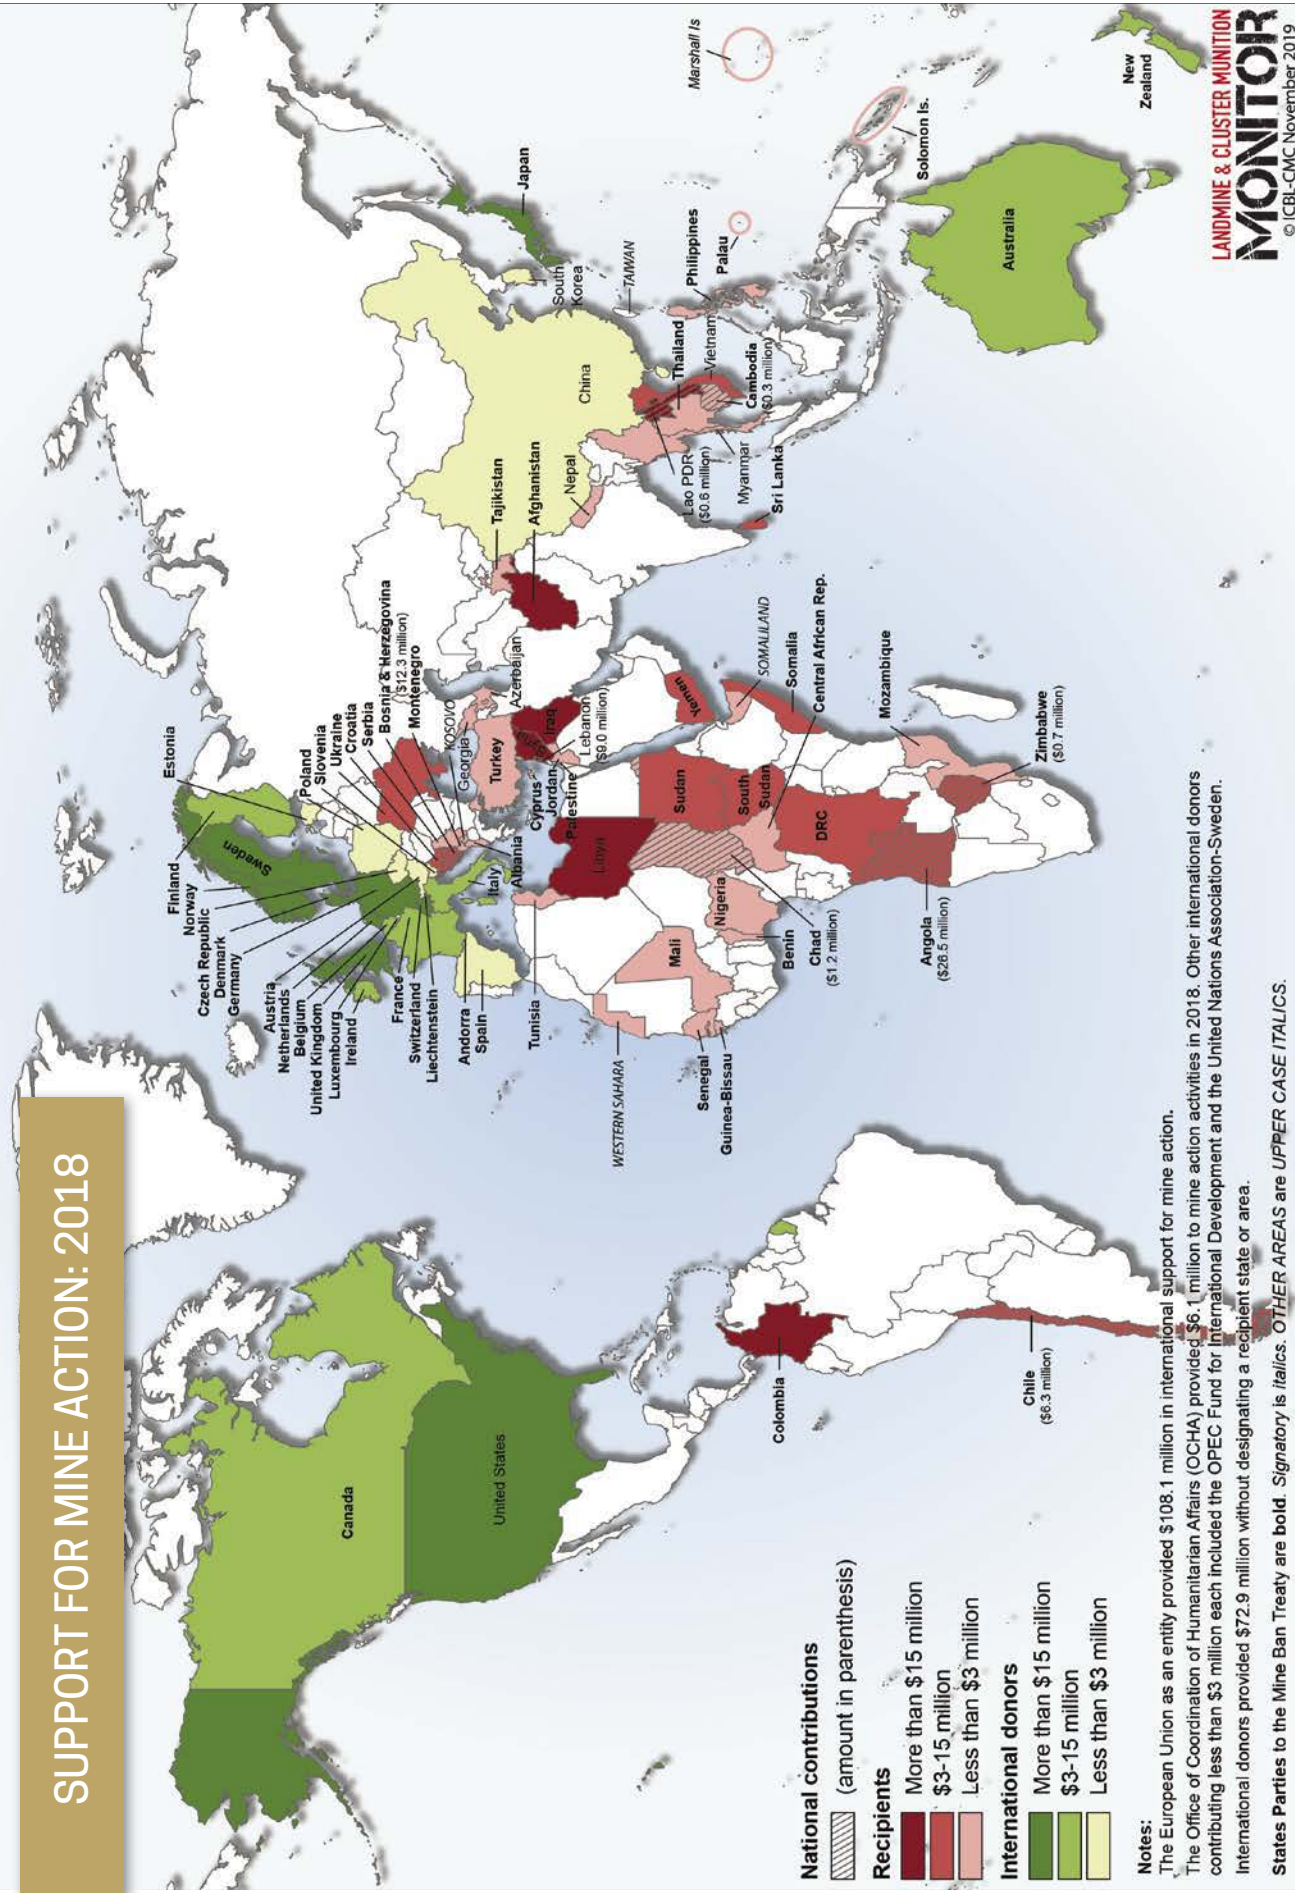 SUPPORT FOR MINE ACTION: 2018
Canada
United States
Colombia
Chile
($6.3 million)
Estonia
Finland
Norway
Czech Republic
Denmark
Germany
Austria
Netherlands
Belgium
United Kingdom
Luxembourg
Ireland
France
Switzerland
Liechtenstein
Andorra
Spain
Sweden
Poland
Slovenia
Ukraine
Croatia
Serbia
Bosnia & Herzegovina
($12.3 million)
Montenegro
KOSOVO
Georgia
Azerbaijan
Turkey
Italy
Albania
Cyprus
Jordan
Palestine
Iraq
Lebanon
($9.0 million)
Tunisia
WESTERN SAHARA
Senegal
Guinea-Bissau
Mali
Nigeria
Benin
Chad
($1.2 million)
Libya
Sudan
South
Sudan
DRC
Angola
($26.5 million)
Yemen
SOMALILAND
Somalia
Central African Rep.
Mozambique
Zimbabwe
($0.7 million)
Tajikistan
Afghanistan
Nepal
China
South
Korea
Japan
TAIWAN
Philippines
Palau
Thailand
Vietnam
Cambodia
($0.3 million)
Lao PDR
($0.6 million)
Myanmar
Sri Lanka
Marshall Is
Solomon Is.
Australia
New
Zealand
National contributions
(amount in parenthesis)
Recipients
More than $15 million
$3-15 million
Less than $3 million
International donors
More than $15 million
$3-15 million
Less than $3 million
Notes:
The European Union as an entity provided $108.1 million in international support for mine action.
The Office of Coordination of Humanitarian Affairs (OCHA) provided $6.1 million to mine action activities in 2018. Other international donors
contributing less than $3 million each included the OPEC Fund for International Development and the United Nations Association-Sweden.
International donors provided $72.9 million without designating a recipient state or area.
States Parties to the Mine Ban Treaty are bold. Signatory is italics. OTHER AREAS are UPPER CASE ITALICS.
LANDMINE & CLUSTER MUNITION
MONITOR
© ICBL-CMC November 2019